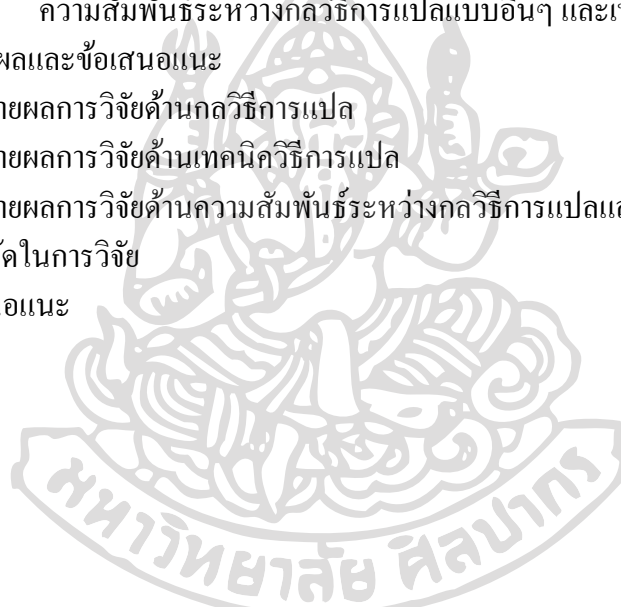 ความสัมพันธ์ระหว่างกลวิธีการแปลแบบอื่นๆ และ
ผลและข้อเสนอแนะ
ายผลการวิจัยด้านกลวิธีการแปล
ายผลการวิจัยด้านเทคนิควิธีการแปล
ายผลการวิจัยด้านความสัมพันธ์ระหว่างกลวิธีการแปล
ัดในการวิจัย
นอแนะ
มหาวิทยาลัย ศิลปากร